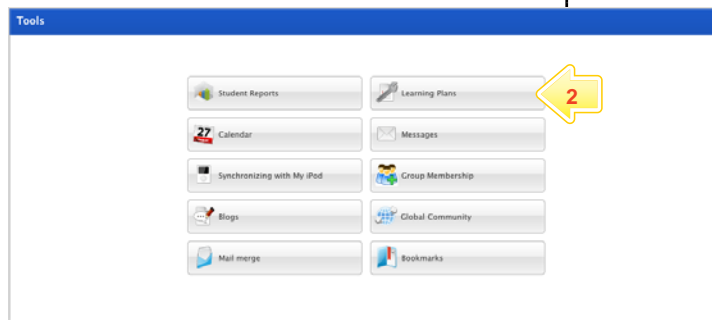 Tools
Student Reports
Learning Plans
2
27
Calendar
Messages
Synchronizing with My iPod
Group Membership
Blogs
Global Community
Mail merge
Bookmarks